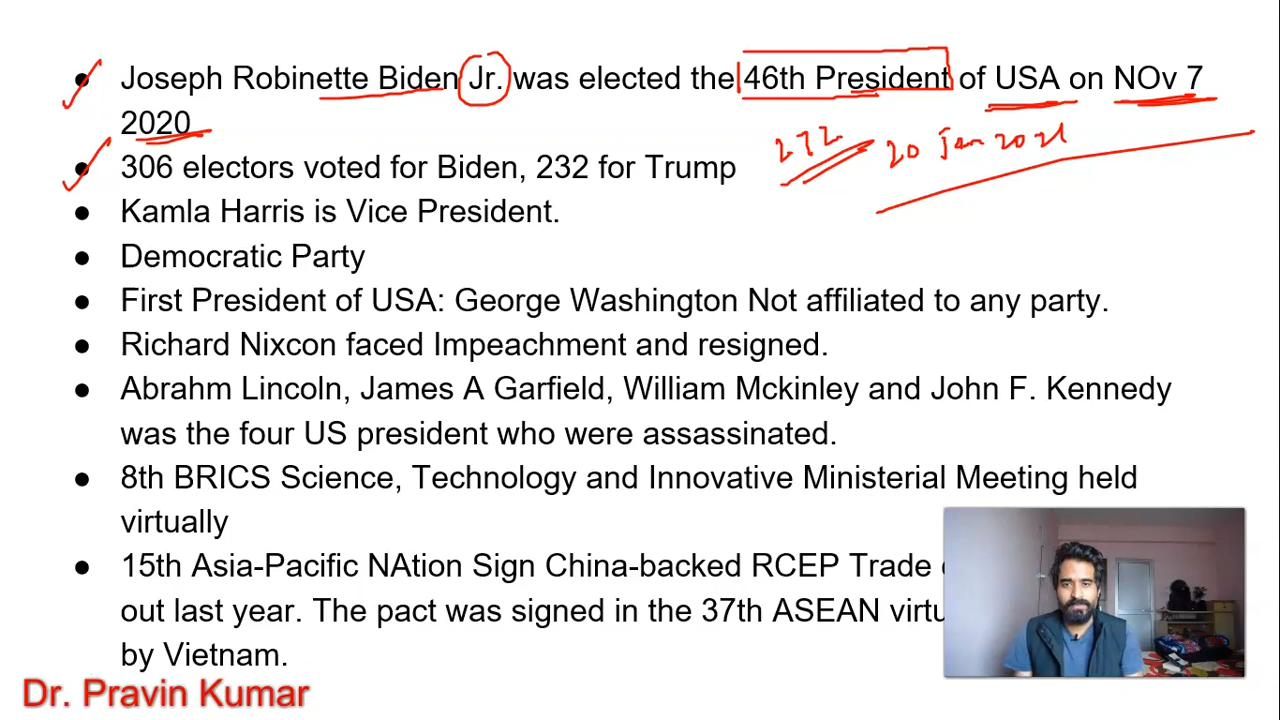 ● Joseph Robinette Biden Jr. was elected the 46th President of USA on NOv 7
2020
232 20 Jan 2021
● 306 electors voted for Biden, 232 for Trump
● Kamla Harris is Vice President.
● Democratic Party
● First President of USA: George Washington Not affiliated to any party.
● Richard Nixcon faced Impeachment and resigned.
● Abrahm Lincoln, James A Garfield, William Mckinley and John F. Kennedy
was the four US president who were assassinated.
● 8th BRICS Science, Technology and Innovative Ministerial Meeting held
virtually
● 15th Asia-Pacific NAtion Sign China-backed RCEP Trade
out last year. The pact was signed in the 37th ASEAN
by Vietnam.
Dr. Pravin Kumar